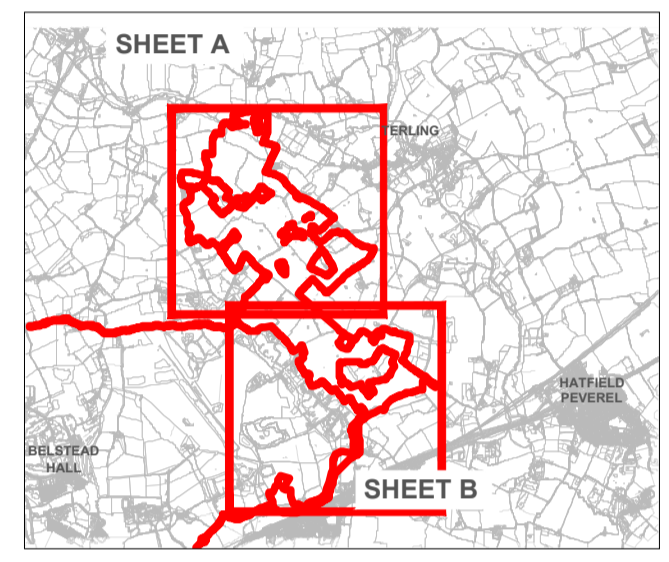 SHEET A
TERLING
HATFIELD
PEVEREL
BELSTEAD
HALL
SHEET B